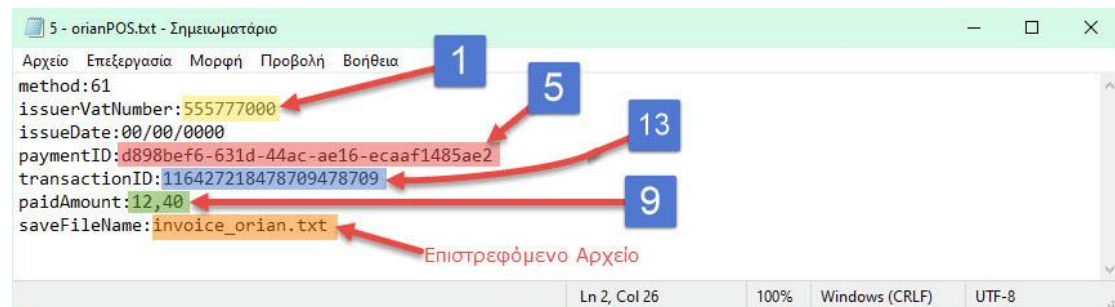 5 - orianPOS.txt - Σημειωματάριο
Αρχείο Επεξεργασία Μορφή Προβολή Βοήθεια
1
method:61
5
issuerVatNumber:555777000
issueDate:00/00/0000
13
paymentID:d898bef6-631d-44ac-ae16-ecaaf1485ae2
transactionID:116427218478709478709
paidAmount:12,40
9
saveFileName:invoice_orian.txt
Επιστρεφόμενο Αρχείο
Ln 2, Col 26 100% Windows (CRLF) UTF-8